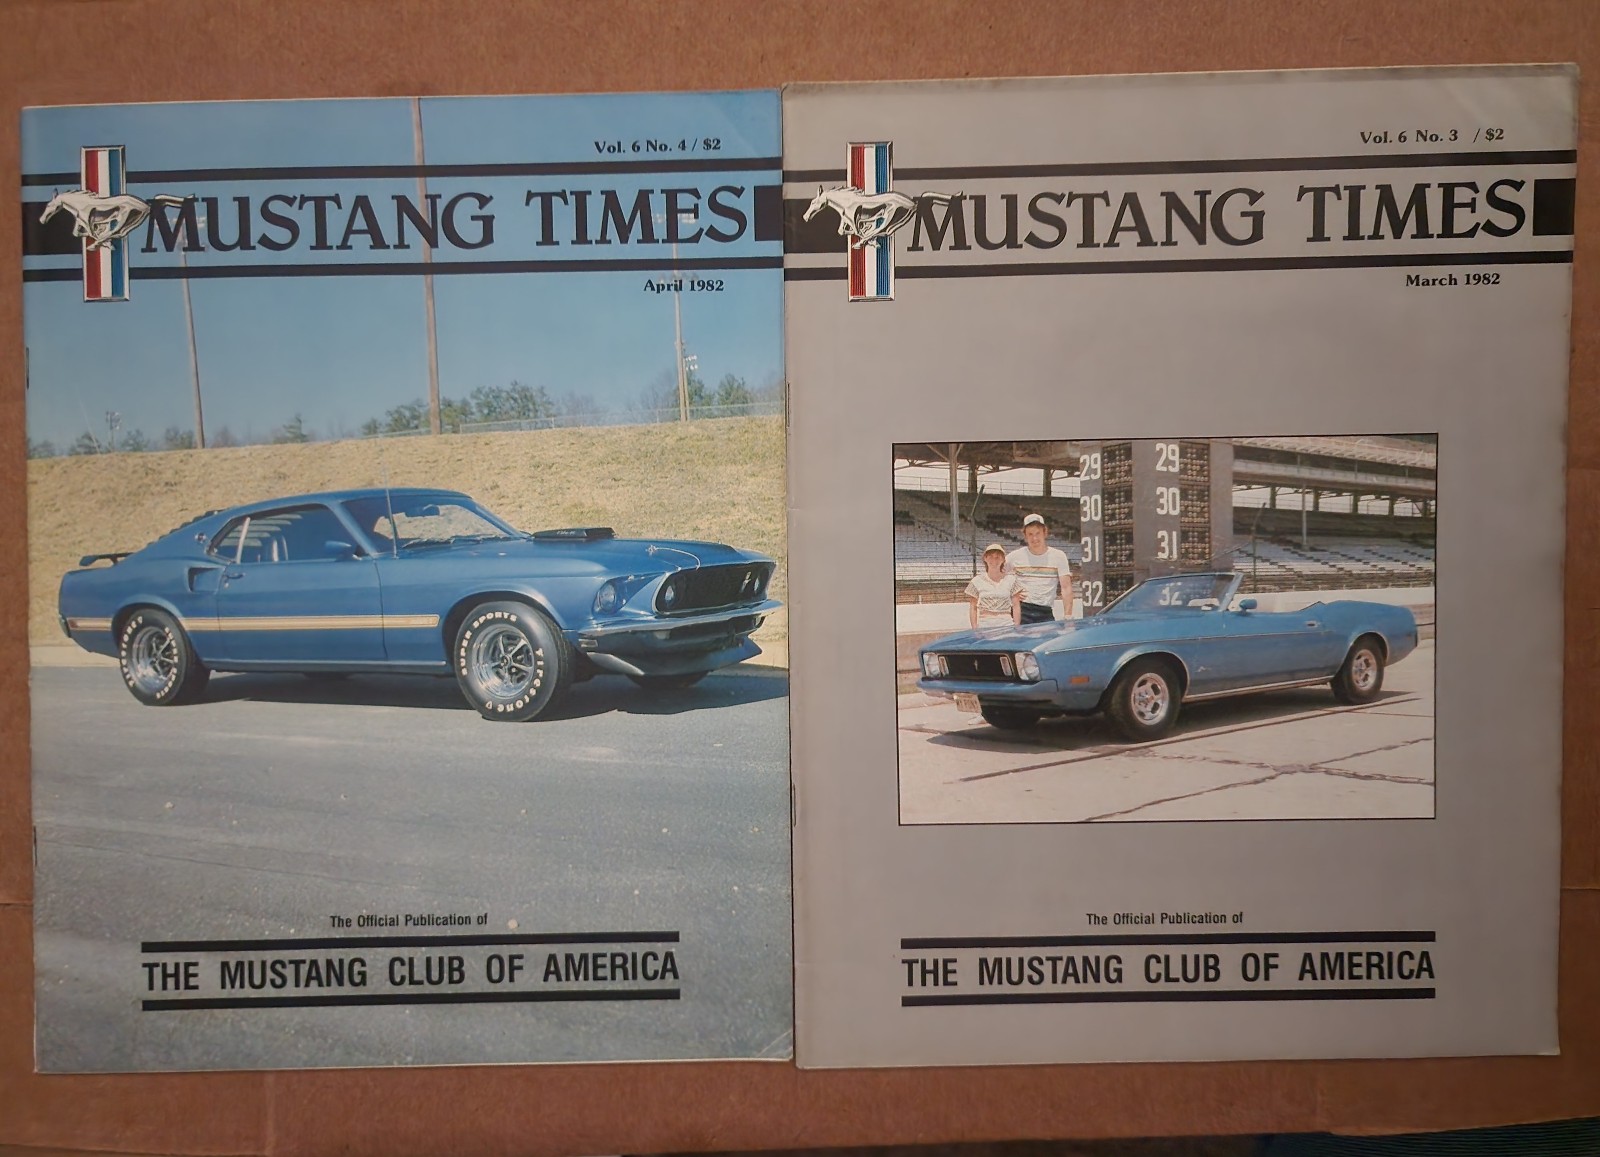 Vol. 6 No. 4 / $2
MUSTANG TIMES
April 1982
SUPER SPORTS
Firestone
The Official Publication of
THE MUSTANG CLUB OF AMERICA
Vol. 6 No. 3 / $2
MUSTANG TIMES
March 1982
29 29
30 30
31 31
32 32
The Official Publication of
THE MUSTANG CLUB OF AMERICA